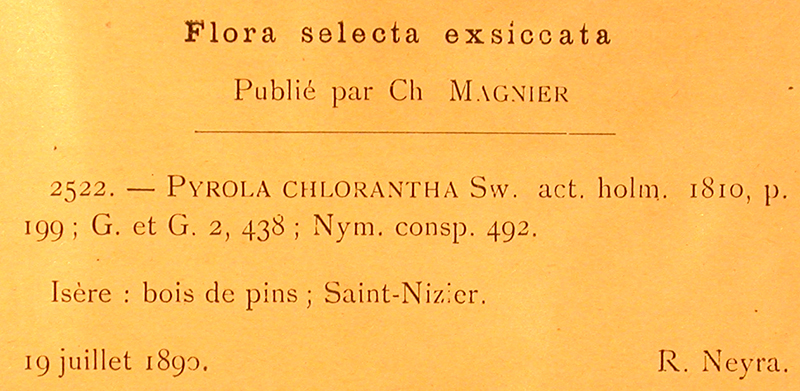 Flora selecta exsiccata
Publié par Ch MAGNIER
2522. — PYROLA CHLORANTHA Sw. act. holm. 1810, p.
199 ; G. et G. 2, 438 ; Nym. consp. 492.
Isère : bois de pins ; Saint-Nizier.
19 juillet 1890. R. Neyra.